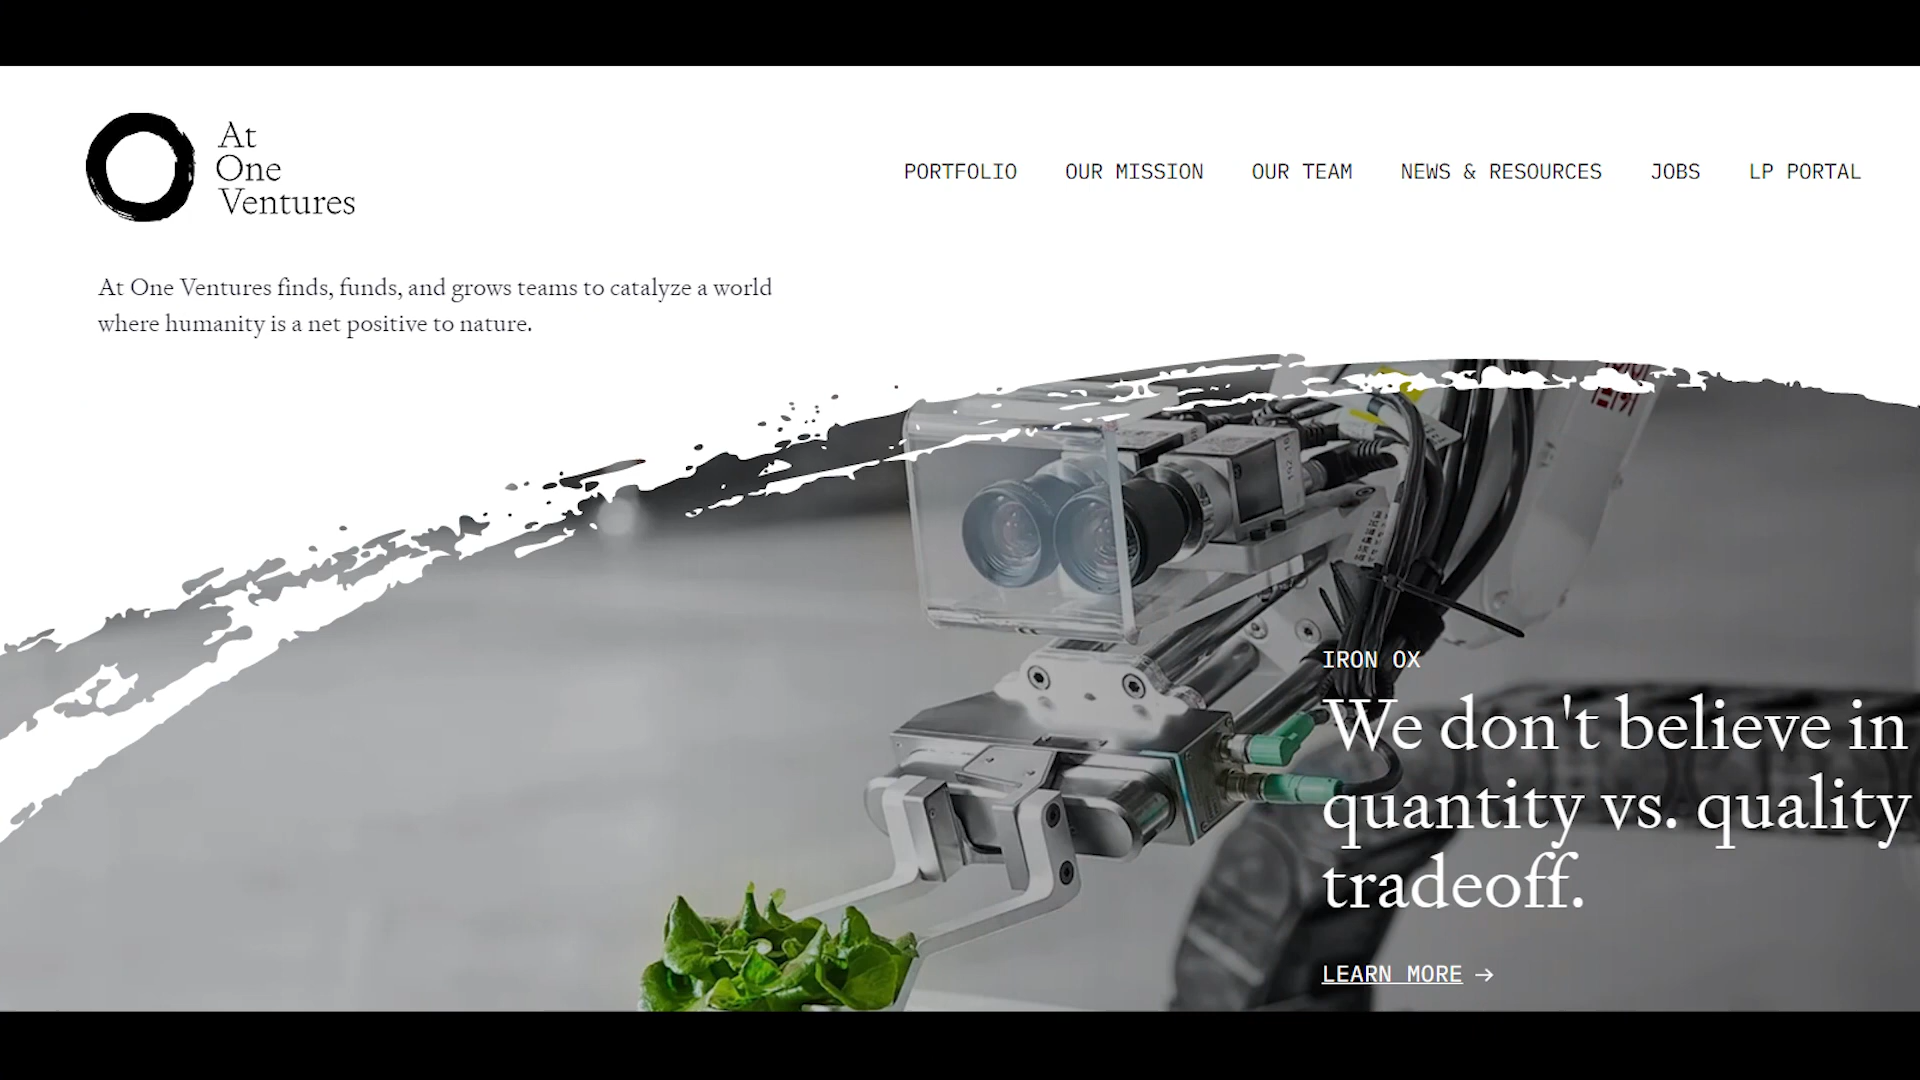 At
One
Ventures
PORTFOLIO OUR MISSION OUR TEAM NEWS & RESOURCES JOBS LP PORTAL
At One Ventures finds, funds, and grows teams to catalyze a world
where humanity is a net positive to nature.
IRON OX
We don't believe in
quantity vs. quality
tradeoff.
LEARN MORE →